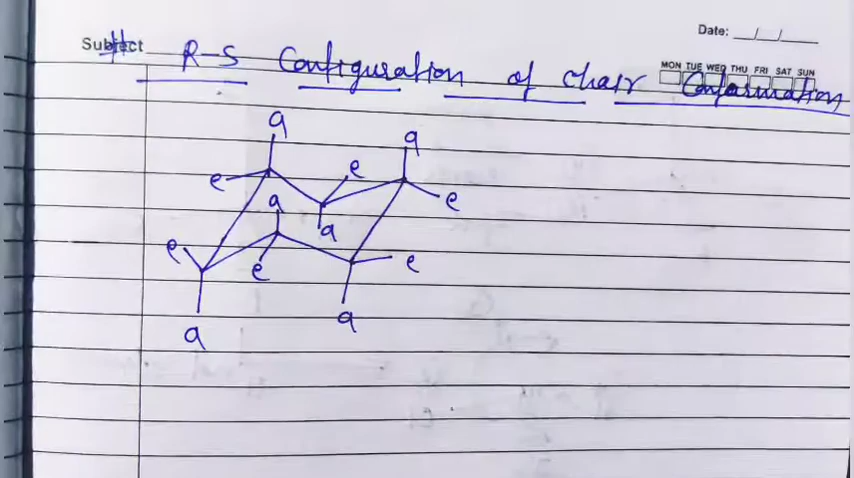 Date: __/__/__
Subject
# R-S Configuration of chair Conformation
MON TUE WED THU FRI SAT SUN
a
a
e
e
a
e
a
e
e
e
a
a